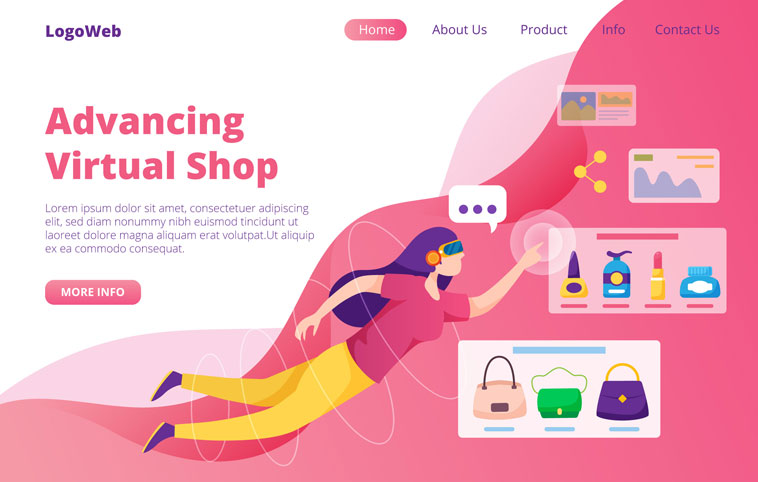 LogoWeb
Home
About Us
Product
Info
Contact Us
Advancing
Virtual Shop
Lorem ipsum dolor sit amet, consectetuer adipiscing
elit, sed diam nonummy nibh euismod tincidunt ut
laoreet dolore magna aliquam erat volutpat.Ut aliquip
ex ea commodo consequat.
MORE INFO